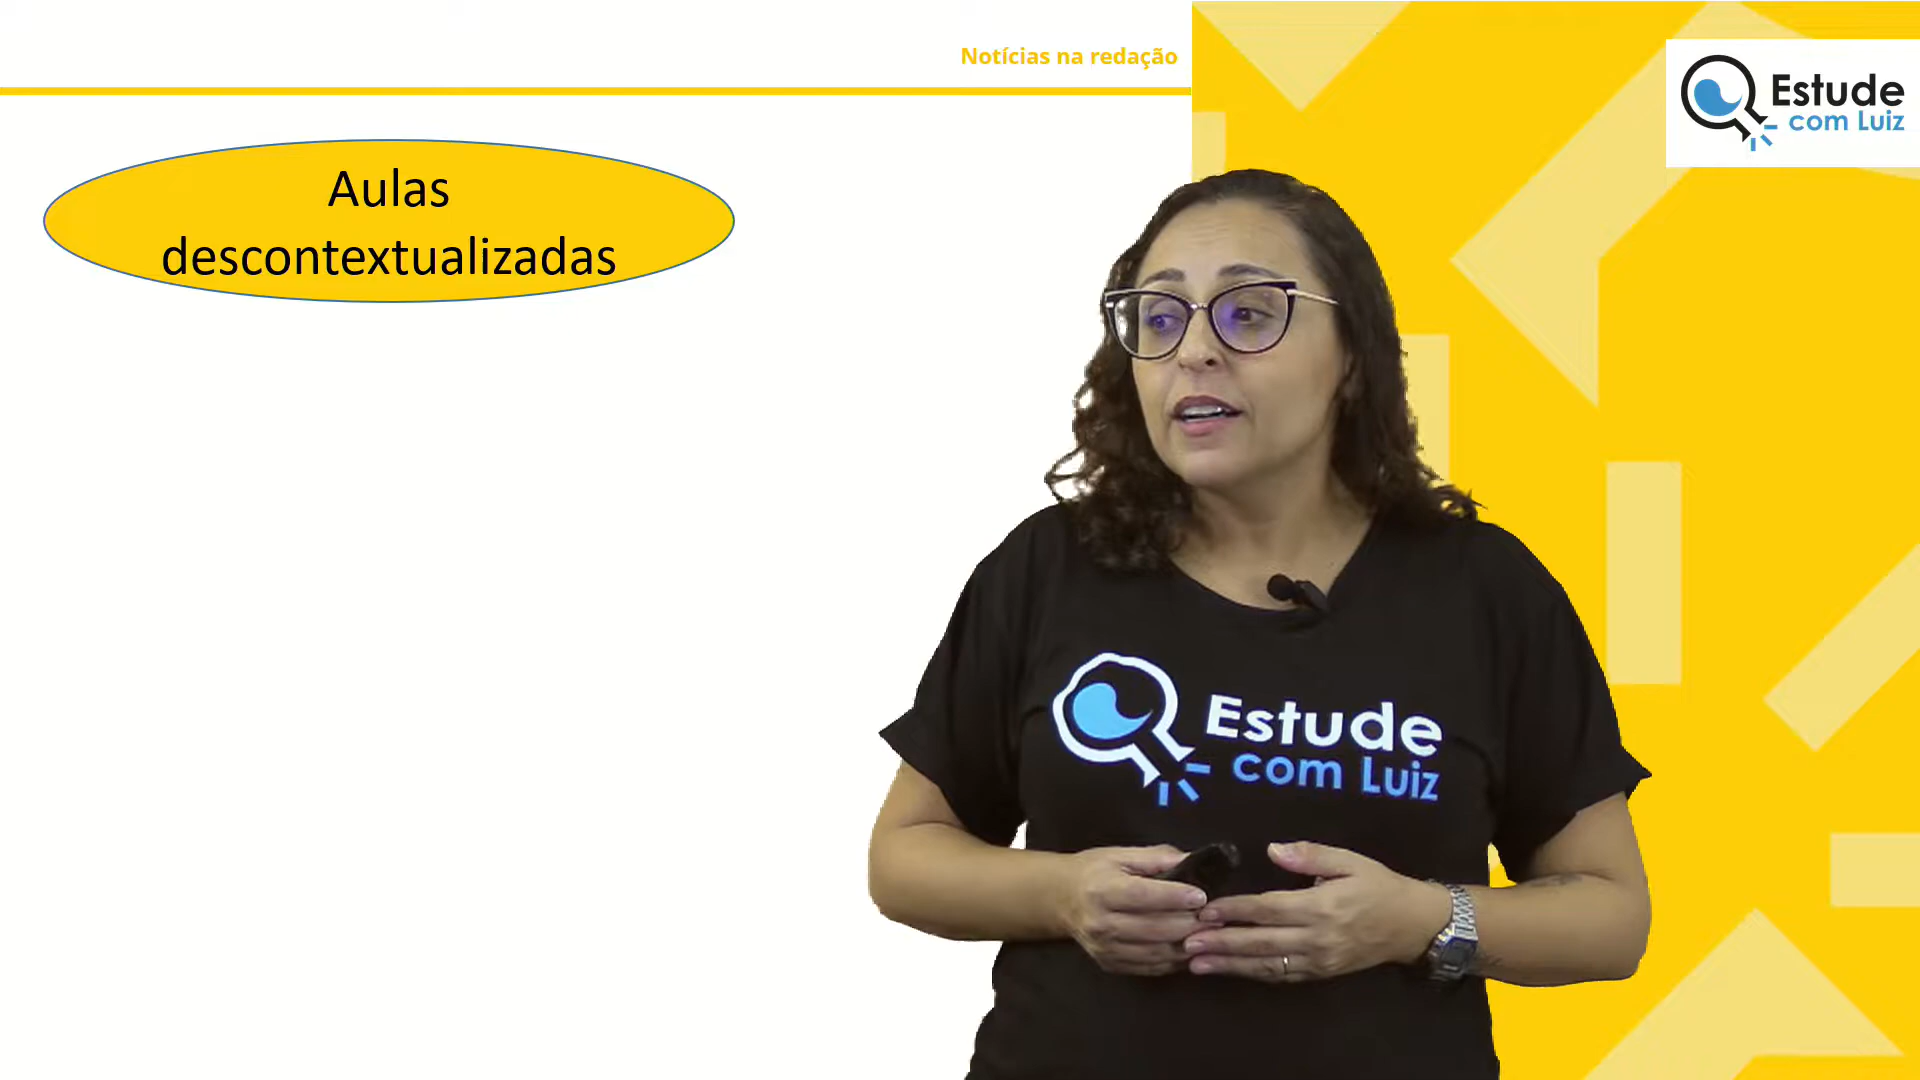 Notícias na redação
Estude
com Luiz
Aulas
descontextualizadas
Estude
com Luiz